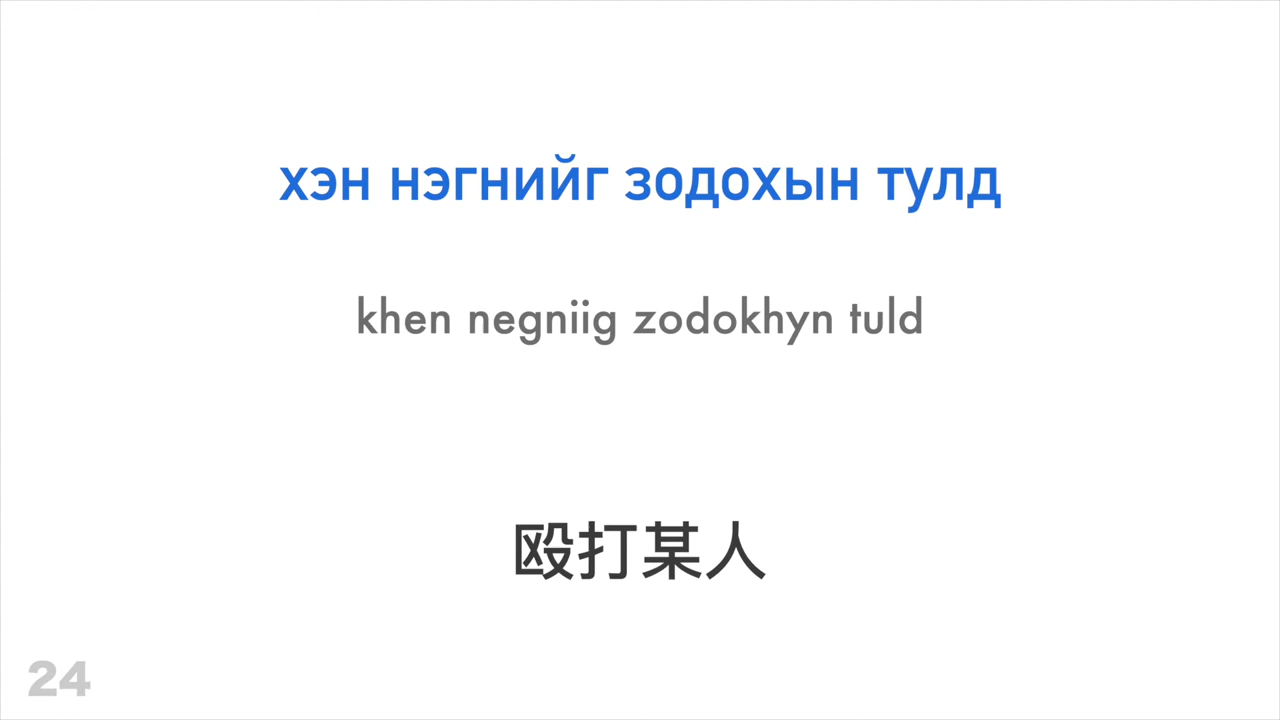 хэн нэгнийг зодохын тулд
khen negniig zodokhyn tuld
殴打某人
24